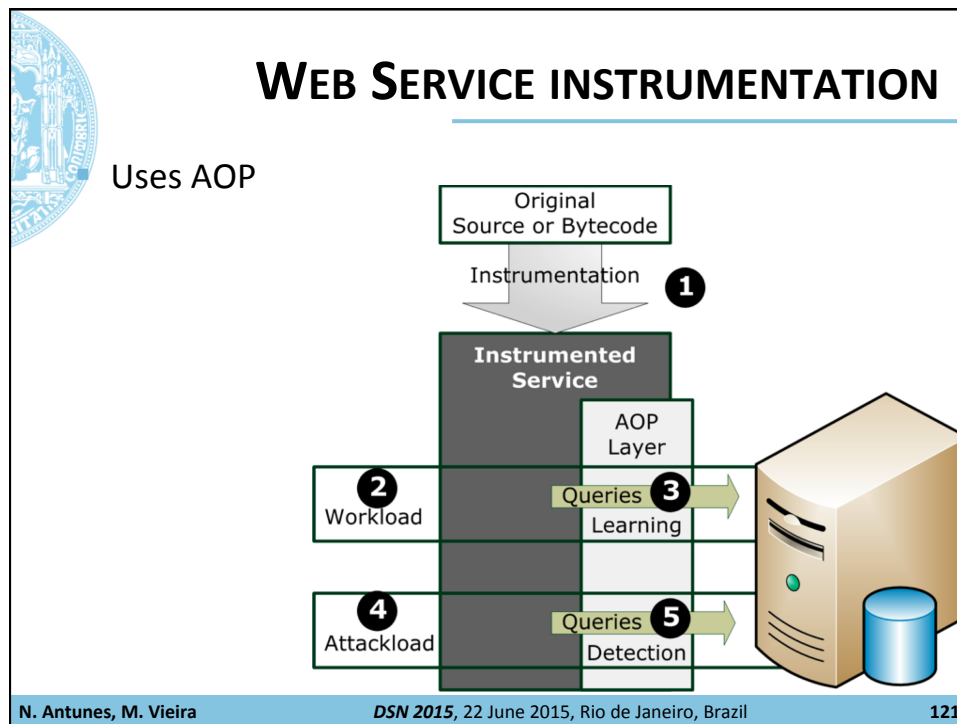 WEB SERVICE INSTRUMENTATION
Uses AOP
Original
Source or Bytecode
Instrumentation
1
Instrumented
Service
AOP
Layer
2
Workload
Queries 3
Learning
4
Attackload
Queries 5
Detection
N. Antunes, M. Vieira
DSN 2015, 22 June 2015, Rio de Janeiro, Brazil
121